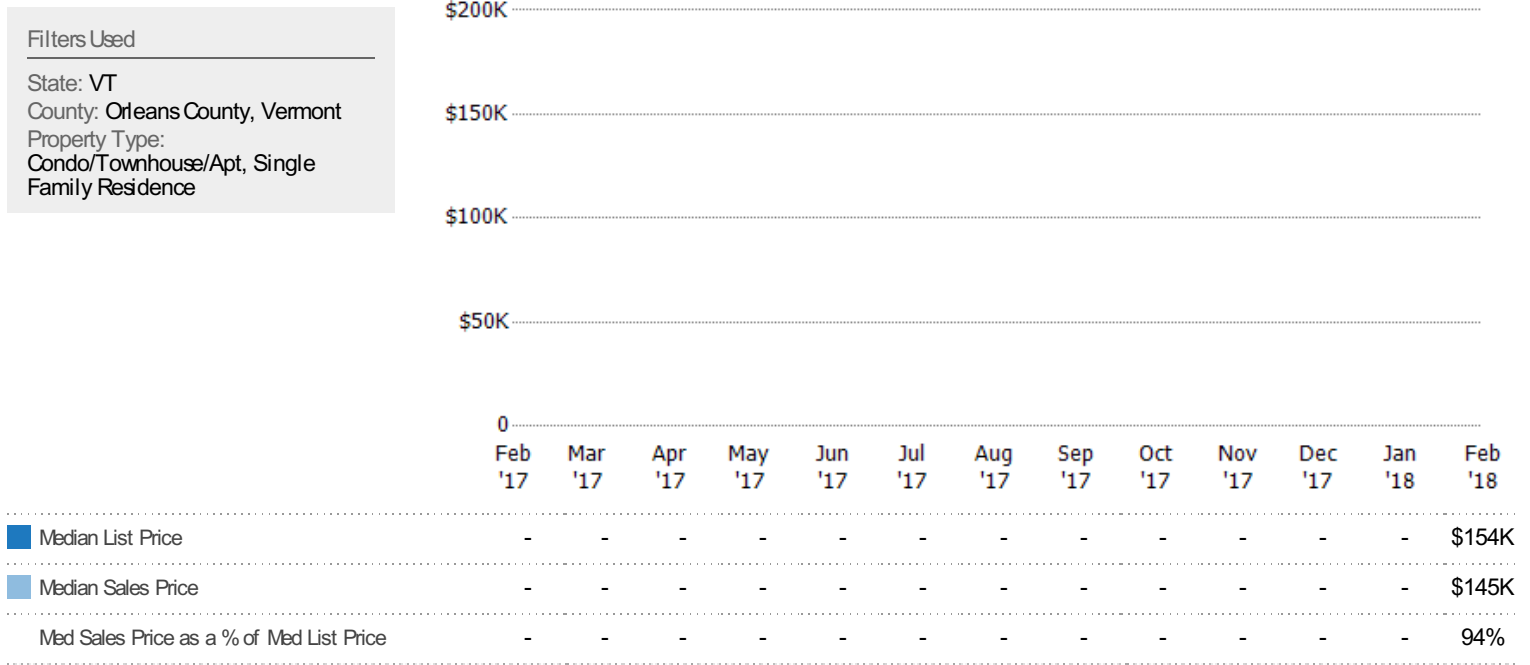 Filters Used
State: VT
County: Orleans County, Vermont
Property Type:
Condo/Townhouse/Apt, Single
Family Residence
$200K
$150K
$100K
$50K
0
Feb Mar Apr May Jun Jul Aug Sep Oct Nov Dec Jan Feb
'17 '17 '17 '17 '17 '17 '17 '17 '17 '17 '17 '18 '18
Median List Price - - - - - - - - - - - - $154K
Median Sales Price - - - - - - - - - - - - $145K
Med Sales Price as a % of Med List Price - - - - - - - - - - - - 94%